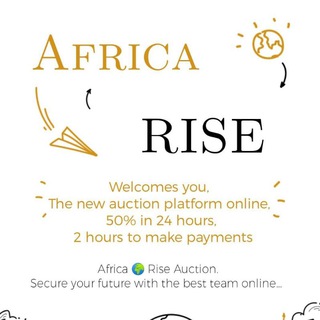 AFRICA
RISE
Welcomes you,
The new auction platform online,
50% in 24 hours,
2 hours to make payments
Africa 🌍 Rise Auction.
Secure your future with the best team online...